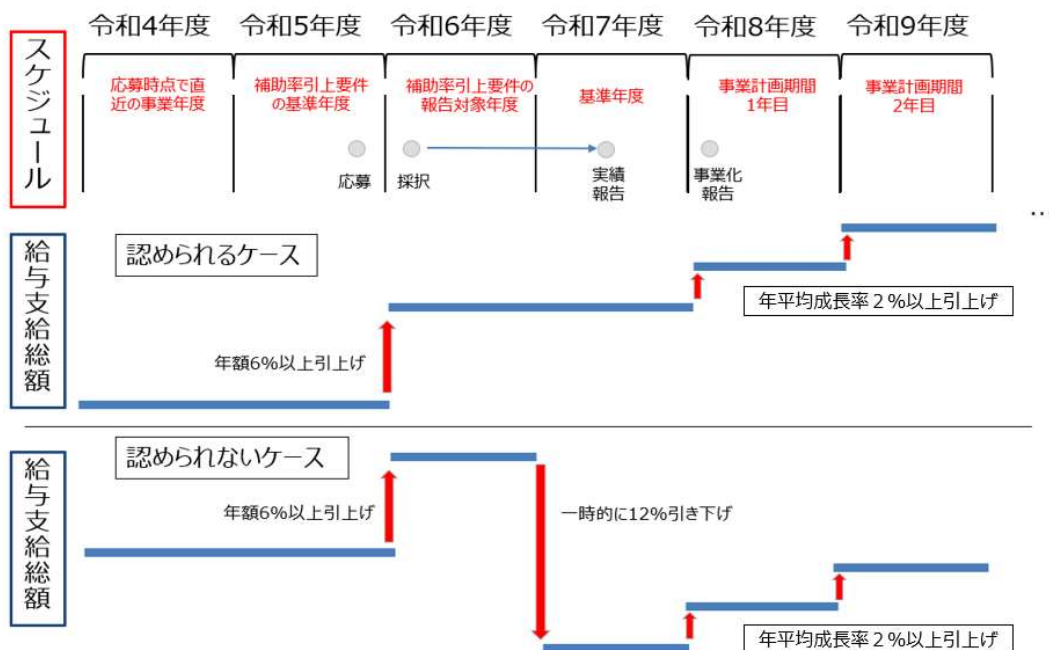 令和4年度 令和5年度 令和6年度 令和7年度 令和8年度 令和9年度
スケジュール
応募時点で直
近の事業年度
補助率引上要件
の基準年度
補助率引上要件の
報告対象年度
基準年度
事業計画期間
1年目
事業計画期間
2年目
応募
採択
実績
報告
事業化
報告
…
給与支給総額
認められるケース
年額6%以上引上げ
年平均成長率２%以上引上げ
給与支給総額
認められないケース
年額6%以上引上げ
一時的に12%引き下げ
年平均成長率２%以上引上げ